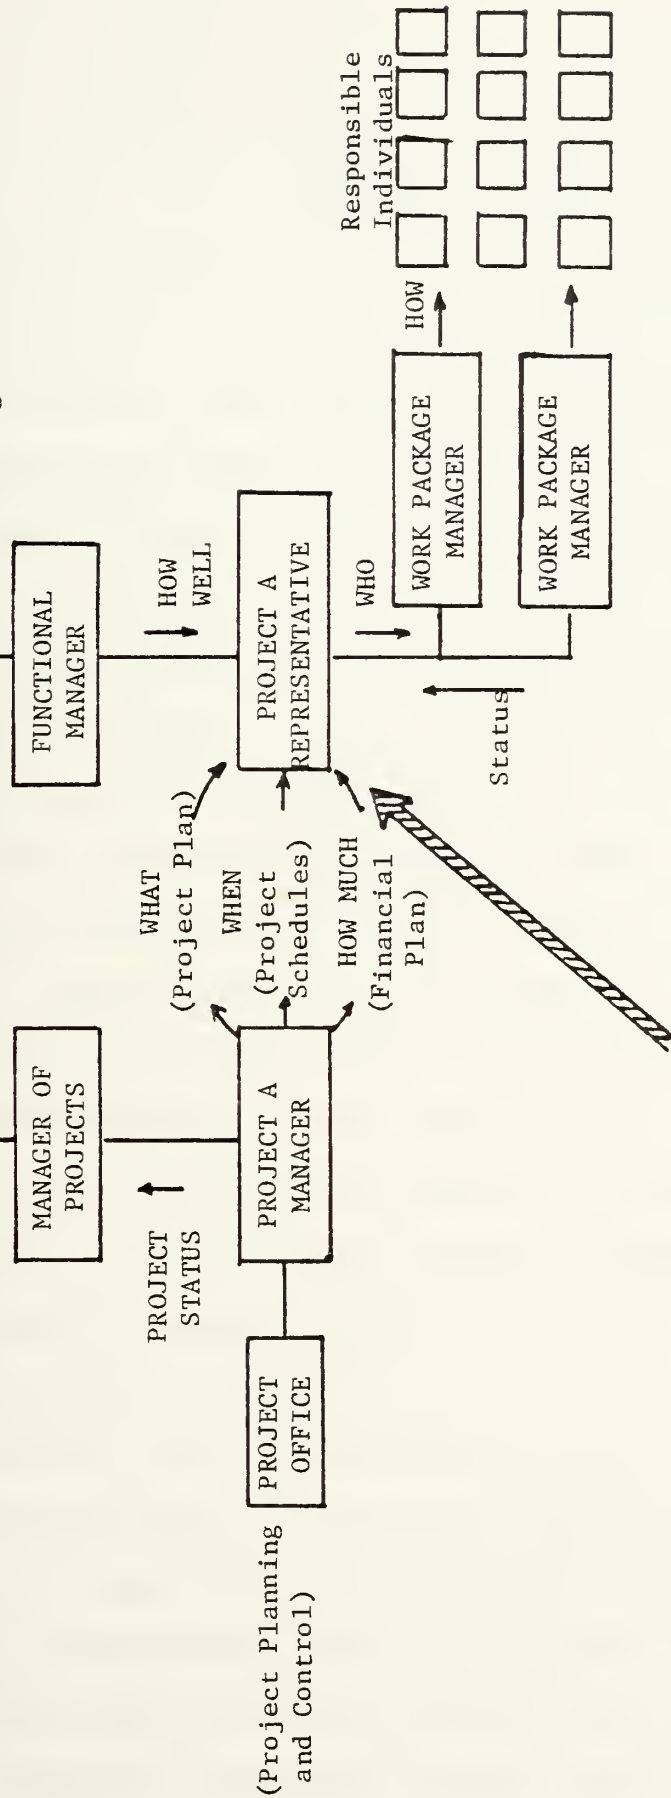 MANAGER OF
PROJECTS
FUNCTIONAL
MANAGER
PROJECT
STATUS
HOW
WELL
WHAT
(Project Plan)
WHEN
(Project
Schedules)
HOW MUCH
(Financial
Plan)
(Project Planning
and Control)
PROJECT
OFFICE
PROJECT A
MANAGER
PROJECT A
REPRESENTATIVE
WHO
Status
WORK PACKAGE
MANAGER
WORK PACKAGE
MANAGER
HOW
Responsible
Individuals